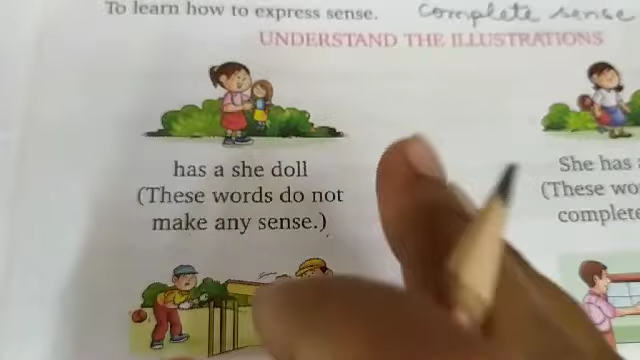 To learn how to express sense.
complete sense
UNDERSTAND THE ILLUSTRATIONS
has a she doll
(These words do not
make any sense.)
She has
(These
complete